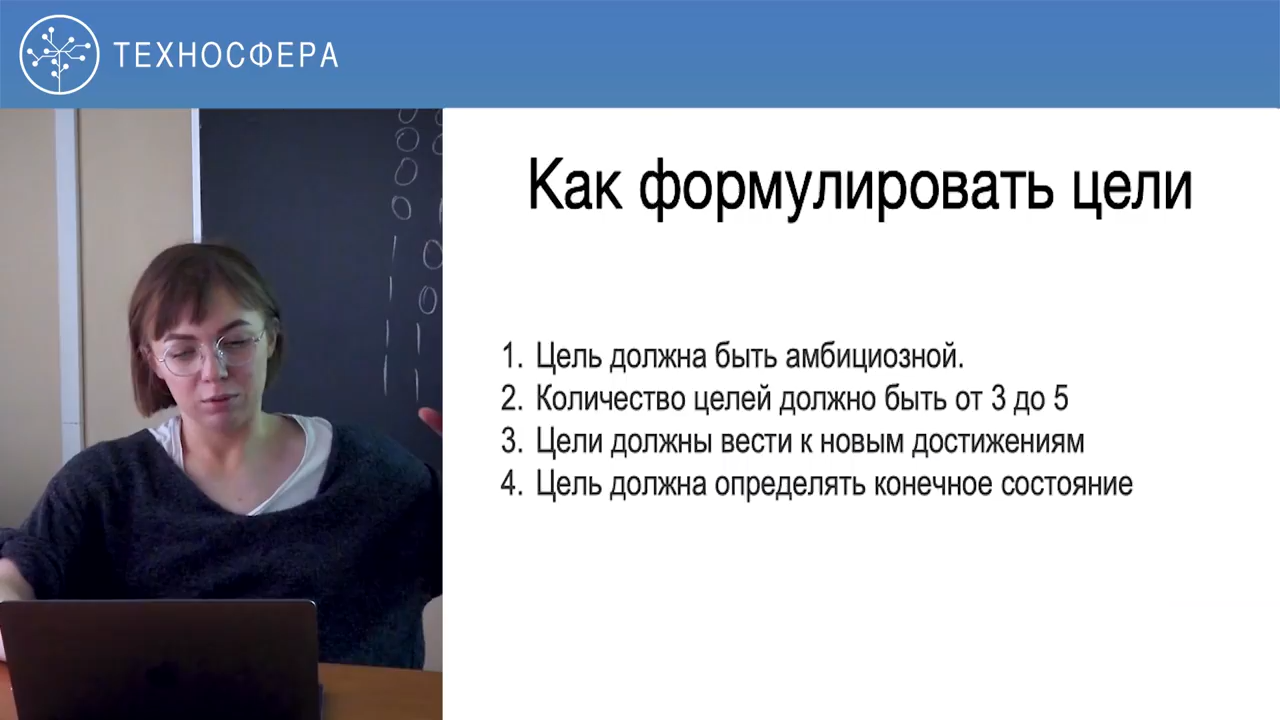 ТЕХНОСФЕРА
Как формулировать цели
1. Цель должна быть амбициозной.
2. Количество целей должно быть от 3 до 5
3. Цели должны вести к новым достижениям
4. Цель должна определять конечное состояние